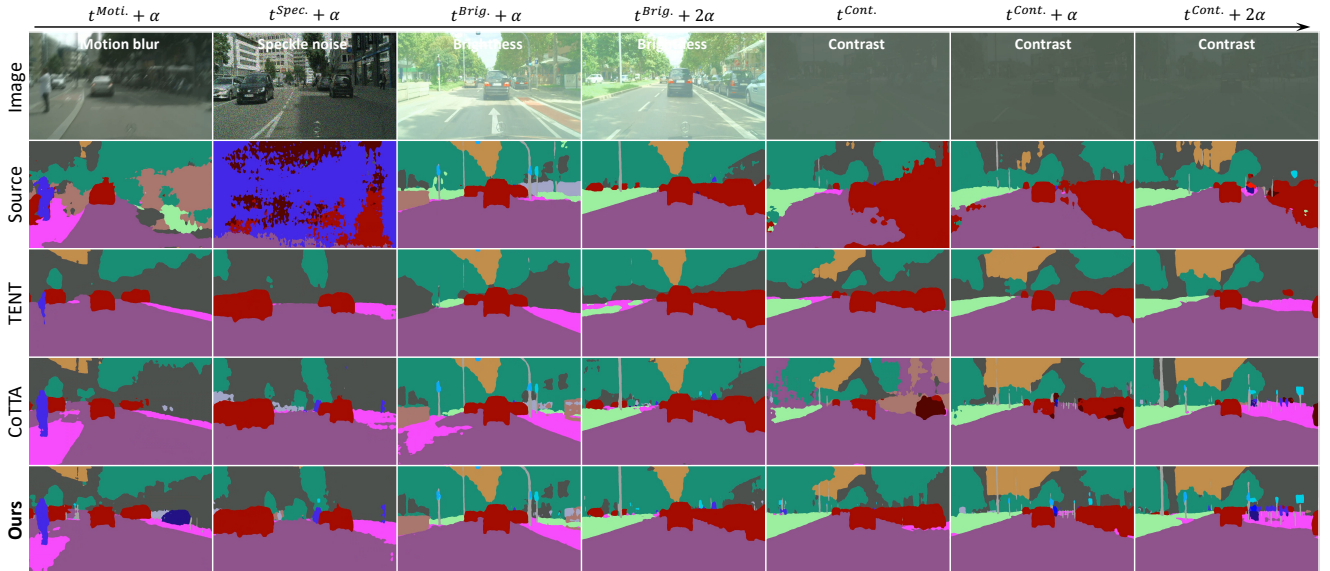 t^{Moti.} + α t^{Spec.} + α t^{Brig.} + α t^{Brig.} + 2α t^{Cont.} t^{Cont.} + α t^{Cont.} + 2α
Motion blur Speckle noise Brightness Brightness Contrast Contrast Contrast
Image
Source
TENT
CoTTA
Ours